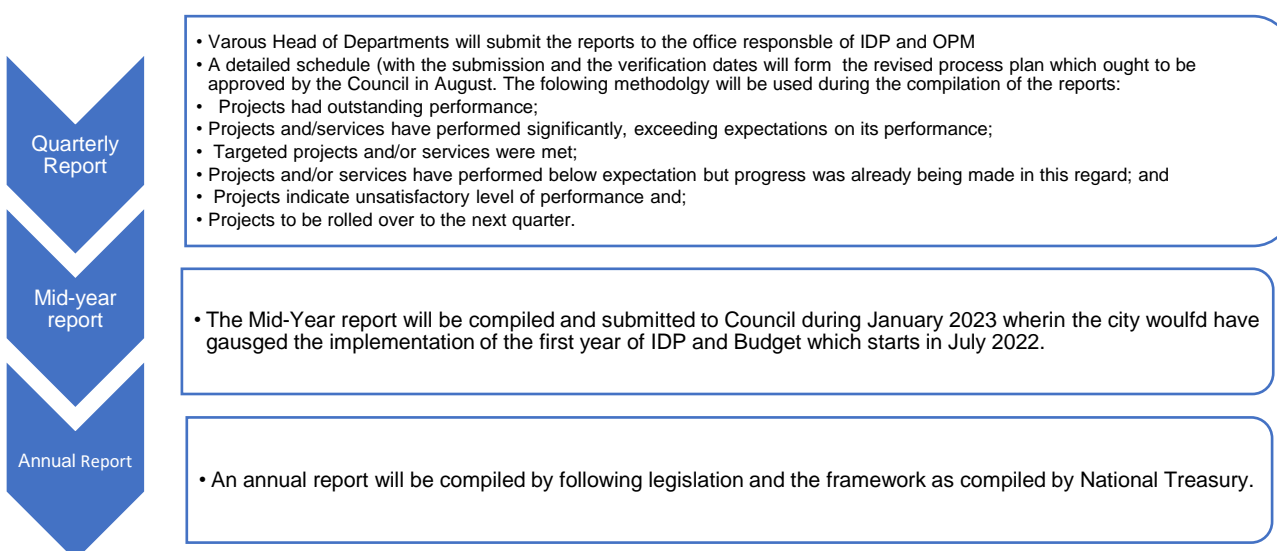 Quarterly
Report
• Varous Head of Departments will submit the reports to the office responsble of IDP and OPM
• A detailed schedule (with the submission and the verification dates will form the revised process plan which ought to be
approved by the Council in August. The folowing methodolgy will be used during the compilation of the reports:
• Projects had outstanding performance;
• Projects and/services have performed significantly, exceeding expectations on its performance;
• Targeted projects and/or services were met;
• Projects and/or services have performed below expectation but progress was already being made in this regard; and
• Projects indicate unsatisfactory level of performance and;
• Projects to be rolled over to the next quarter.
Mid-year
report
• The Mid-Year report will be compiled and submitted to Council during January 2023 wherin the city woulfd have
gausged the implementation of the first year of IDP and Budget which starts in July 2022.
Annual Report
• An annual report will be compiled by following legislation and the framework as compiled by National Treasury.